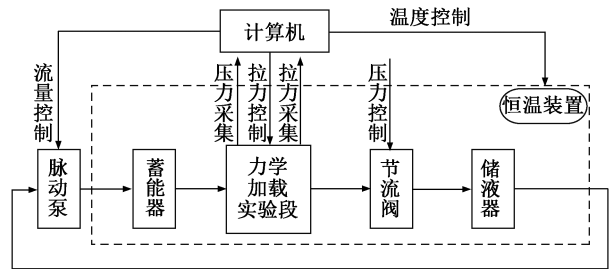 计算机
温度控制
流量控制
压力采集
拉力控制
拉力采集
压力控制
恒温装置
脉动泵
蓄能器
力学
加载
实验段
节流阀
储液器